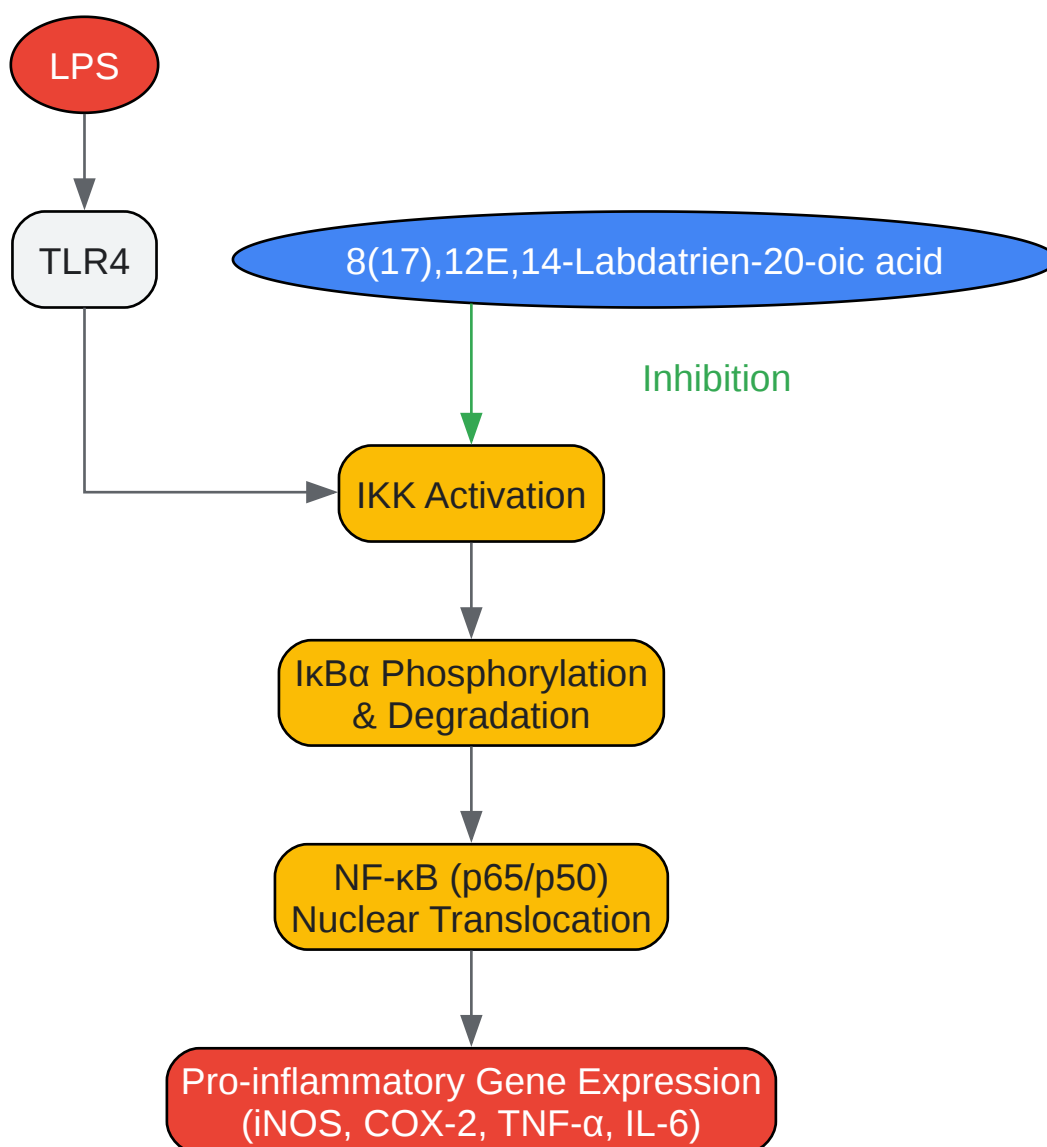 LPS
TLR4
8(17),12E,14-Labdatrien-20-oic acid
Inhibition
IKK Activation
IκBα Phosphorylation
& Degradation
NF-κB (p65/p50)
Nuclear Translocation
Pro-inflammatory Gene Expression
(iNOS, COX-2, TNF-α, IL-6)